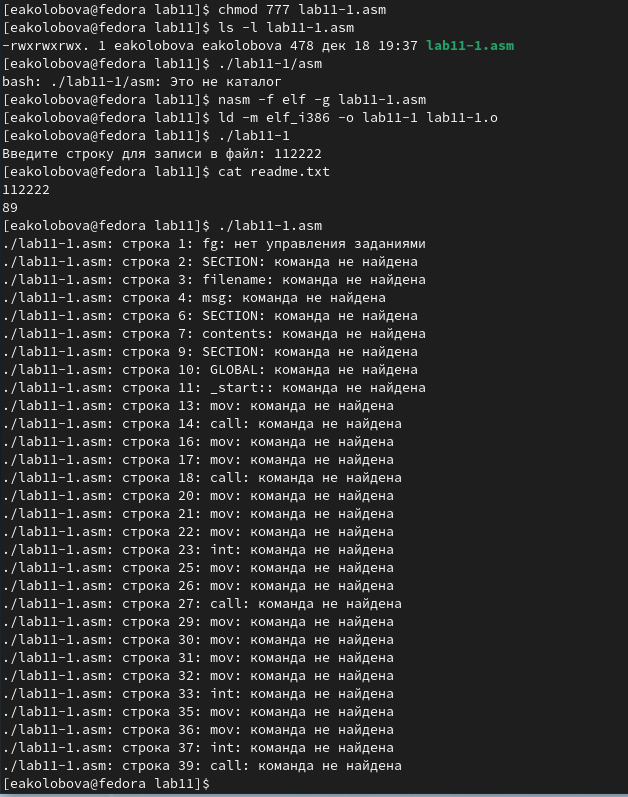 [eakolobova@fedora lab11]$ chmod 777 lab11-1.asm
[eakolobova@fedora lab11]$ ls -l lab11-1.asm
-rwxrwxrwx. 1 eakolobova eakolobova 478 дек 18 19:37 lab11-1.asm
[eakolobova@fedora lab11]$ ./lab11-1/asm
bash: ./lab11-1/asm: Это не каталог
[eakolobova@fedora lab11]$ nasm -f elf -g lab11-1.asm
[eakolobova@fedora lab11]$ ld -m elf_i386 -o lab11-1 lab11-1.o
[eakolobova@fedora lab11]$ ./lab11-1
Введите строку для записи в файл: 112222
[eakolobova@fedora lab11]$ cat readme.txt
112222
89
[eakolobova@fedora lab11]$ ./lab11-1.asm
./lab11-1.asm: строка 1: fg: нет управления заданиями
./lab11-1.asm: строка 2: SECTION: команда не найдена
./lab11-1.asm: строка 3: filename: команда не найдена
./lab11-1.asm: строка 4: msg: команда не найдена
./lab11-1.asm: строка 6: SECTION: команда не найдена
./lab11-1.asm: строка 7: contents: команда не найдена
./lab11-1.asm: строка 9: SECTION: команда не найдена
./lab11-1.asm: строка 10: GLOBAL: команда не найдена
./lab11-1.asm: строка 11: _start:: команда не найдена
./lab11-1.asm: строка 13: mov: команда не найдена
./lab11-1.asm: строка 14: call: команда не найдена
./lab11-1.asm: строка 16: mov: команда не найдена
./lab11-1.asm: строка 17: mov: команда не найдена
./lab11-1.asm: строка 18: call: команда не найдена
./lab11-1.asm: строка 20: mov: команда не найдена
./lab11-1.asm: строка 21: mov: команда не найдена
./lab11-1.asm: строка 22: mov: команда не найдена
./lab11-1.asm: строка 23: int: команда не найдена
./lab11-1.asm: строка 25: mov: команда не найдена
./lab11-1.asm: строка 26: mov: команда не найдена
./lab11-1.asm: строка 27: call: команда не найдена
./lab11-1.asm: строка 29: mov: команда не найдена
./lab11-1.asm: строка 30: mov: команда не найдена
./lab11-1.asm: строка 31: mov: команда не найдена
./lab11-1.asm: строка 32: mov: команда не найдена
./lab11-1.asm: строка 33: int: команда не найдена
./lab11-1.asm: строка 35: mov: команда не найдена
./lab11-1.asm: строка 36: mov: команда не найдена
./lab11-1.asm: строка 37: int: команда не найдена
./lab11-1.asm: строка 39: call: команда не найдена
[eakolobova@fedora lab11]$